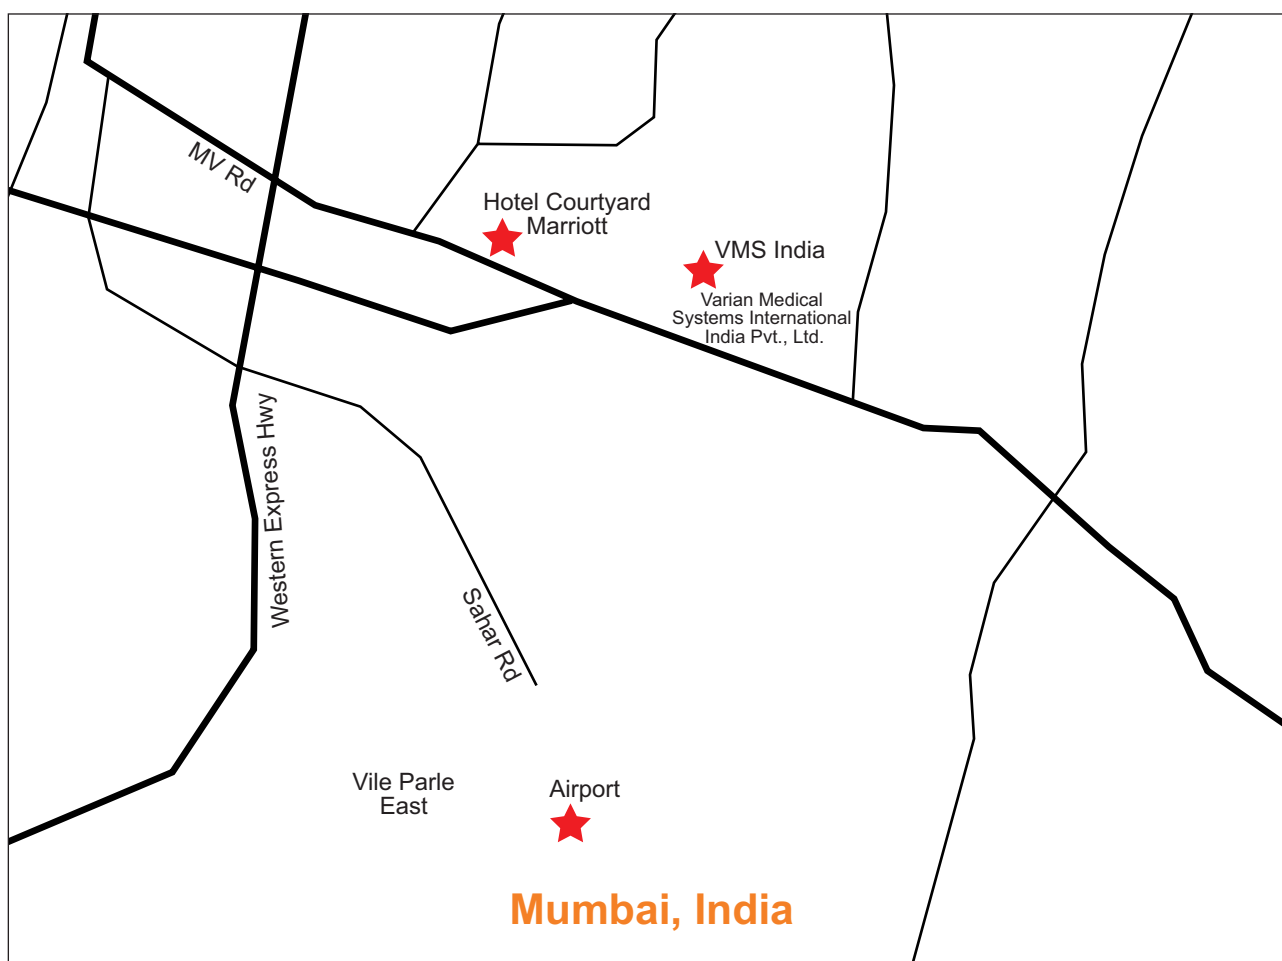 MV Rd
Hotel Courtyard
Marriott
VMS India
Varian Medical
Systems International
India Pvt., Ltd.
Western Express Hwy
Sahar Rd
Vile Parle
East
Airport
Mumbai, India